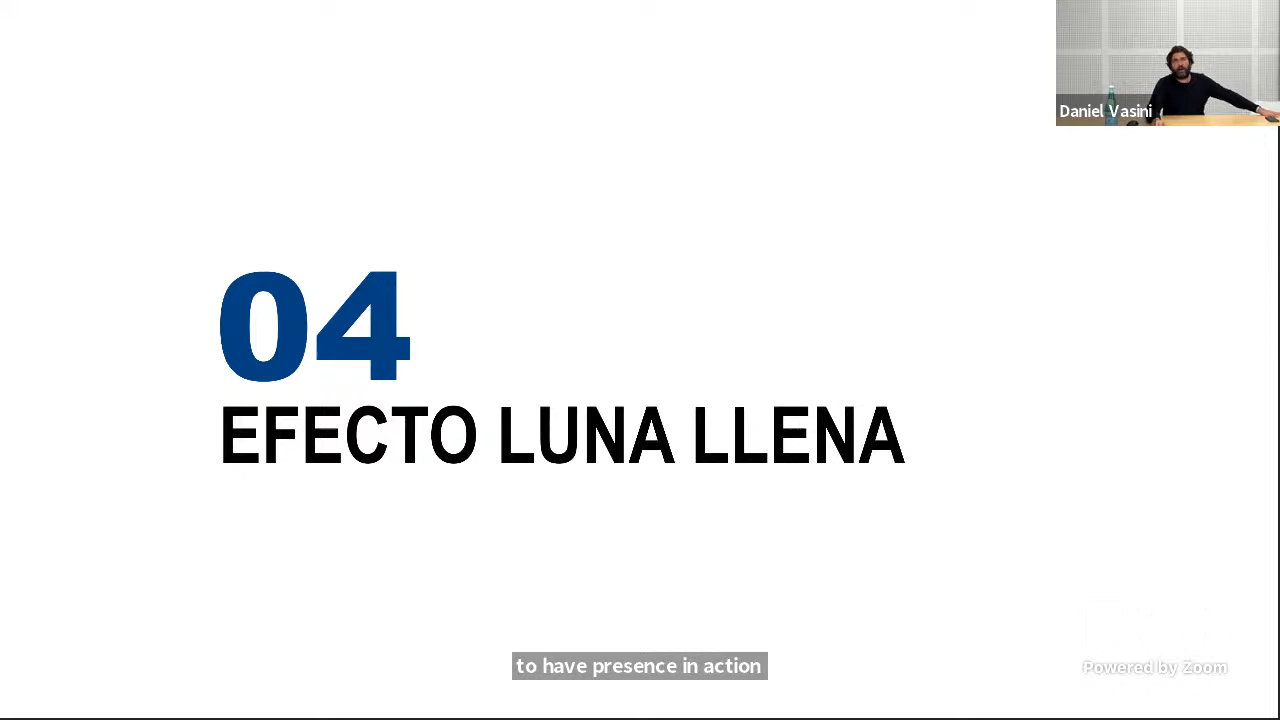 Daniel Vasini
04
EFECTO LUNA LLENA
to have presence in action
Powered by Zoom